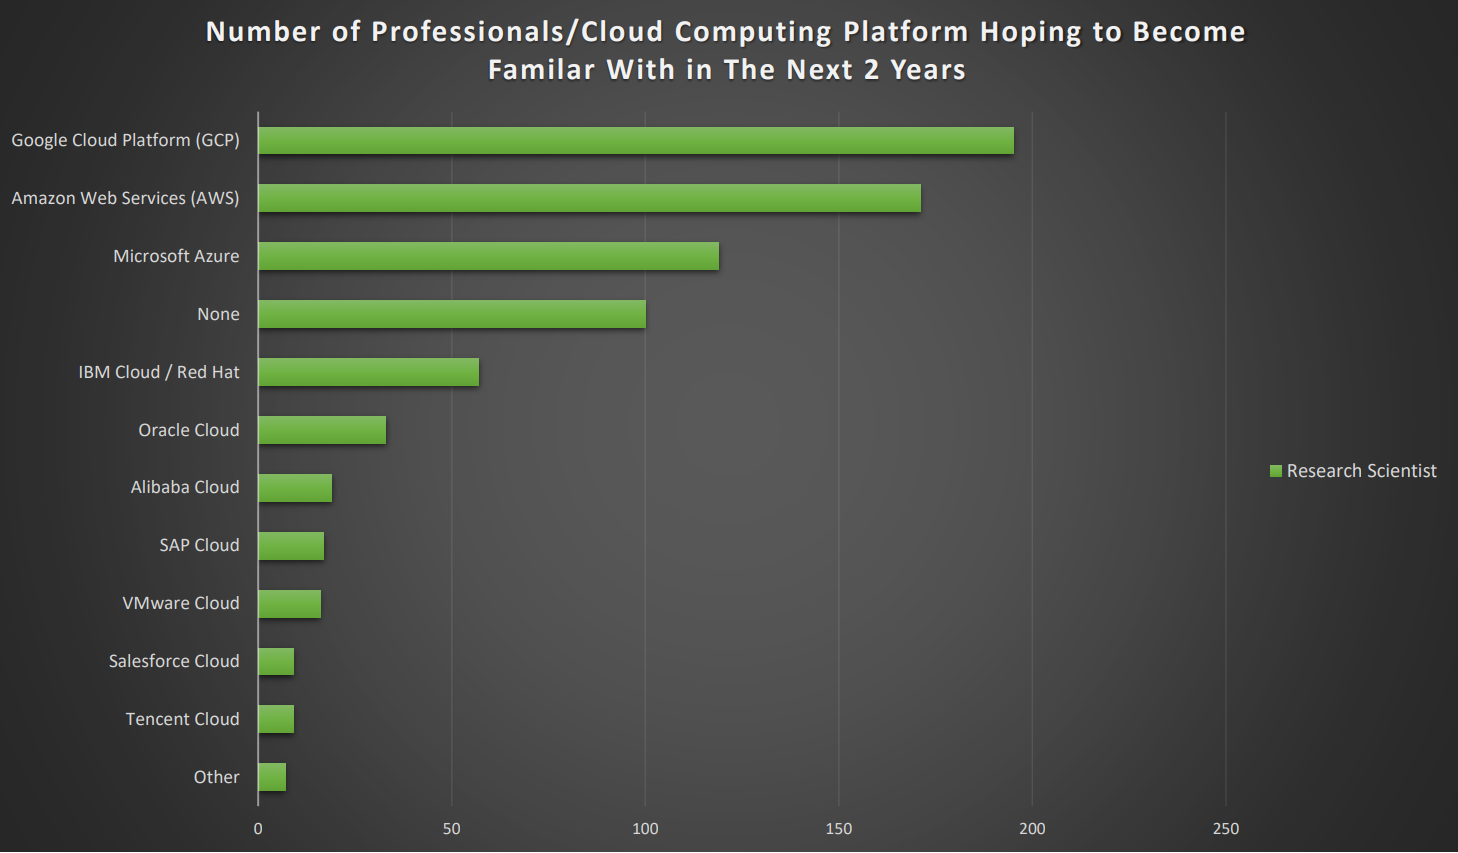 Number of Professionals/Cloud Computing Platform Hoping to Become
Familar With in The Next 2 Years
Google Cloud Platform (GCP)
Amazon Web Services (AWS)
Microsoft Azure
None
IBM Cloud / Red Hat
Oracle Cloud
Alibaba Cloud
SAP Cloud
VMware Cloud
Salesforce Cloud
Tencent Cloud
Other
0 50 100 150 200 250
Research Scientist